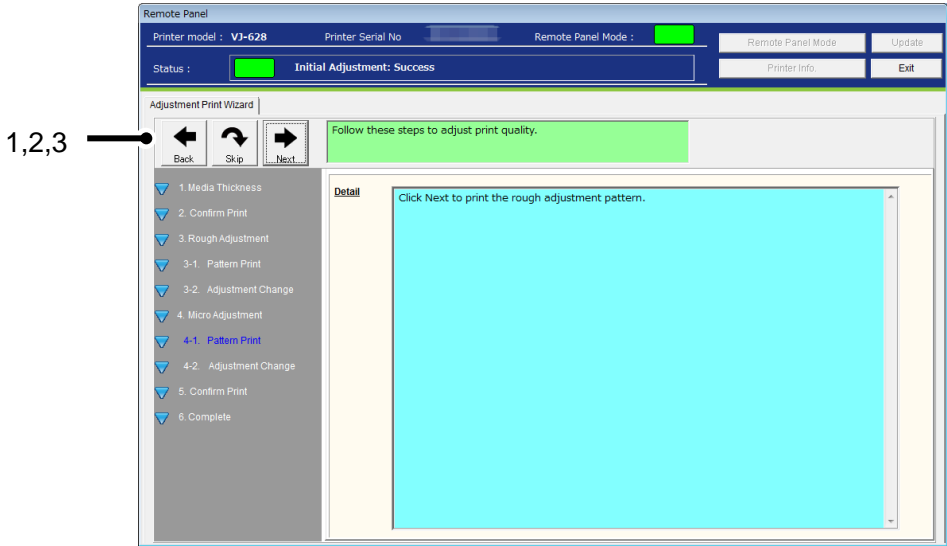 Remote Panel
Printer model : VJ-628 Printer Serial No Remote Panel Mode :
Remote Panel Mode Update
Status : Initial Adjustment: Success
Printer Info. Exit
Adjustment Print Wizard
1,2,3
Back Skip Next
Follow these steps to adjust print quality.
1. Media Thickness
2. Confirm Print
3. Rough Adjustment
3-1. Pattern Print
3-2. Adjustment Change
4. Micro Adjustment
4-1. Pattern Print
4-2. Adjustment Change
5. Confirm Print
6. Complete
Detail
Click Next to print the rough adjustment pattern.